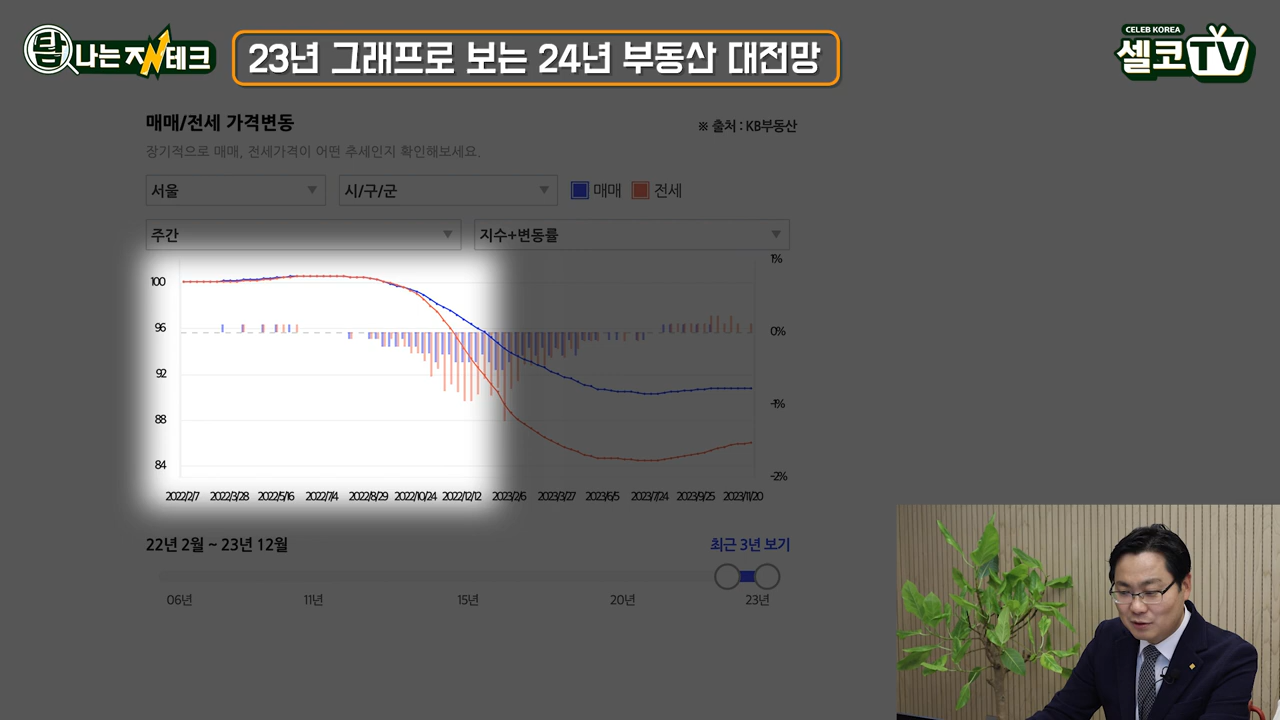 돋보나는 재테크
23년 그래프로 보는 24년 부동산 대전망
CELEB KOREA
셀코TV
매매/전세 가격변동
※ 출처 : KB부동산
장기적으로 매매, 전세가격이 어떤 추세인지 확인해보세요.
서울 시/구/군 매매 전세
주간 지수+변동률
100
96
92
88
84
1%
0%
-1%
-2%
2022/2/7 2022/3/28 2022/5/16 2022/7/4 2022/8/29 2022/10/24 2022/12/12 2023/2/6 2023/3/27 2023/6/5 2023/7/24 2023/9/25 2023/11/20
22년 2월 ~ 23년 12월
최근 3년 보기
06년 11년 15년 20년 23년